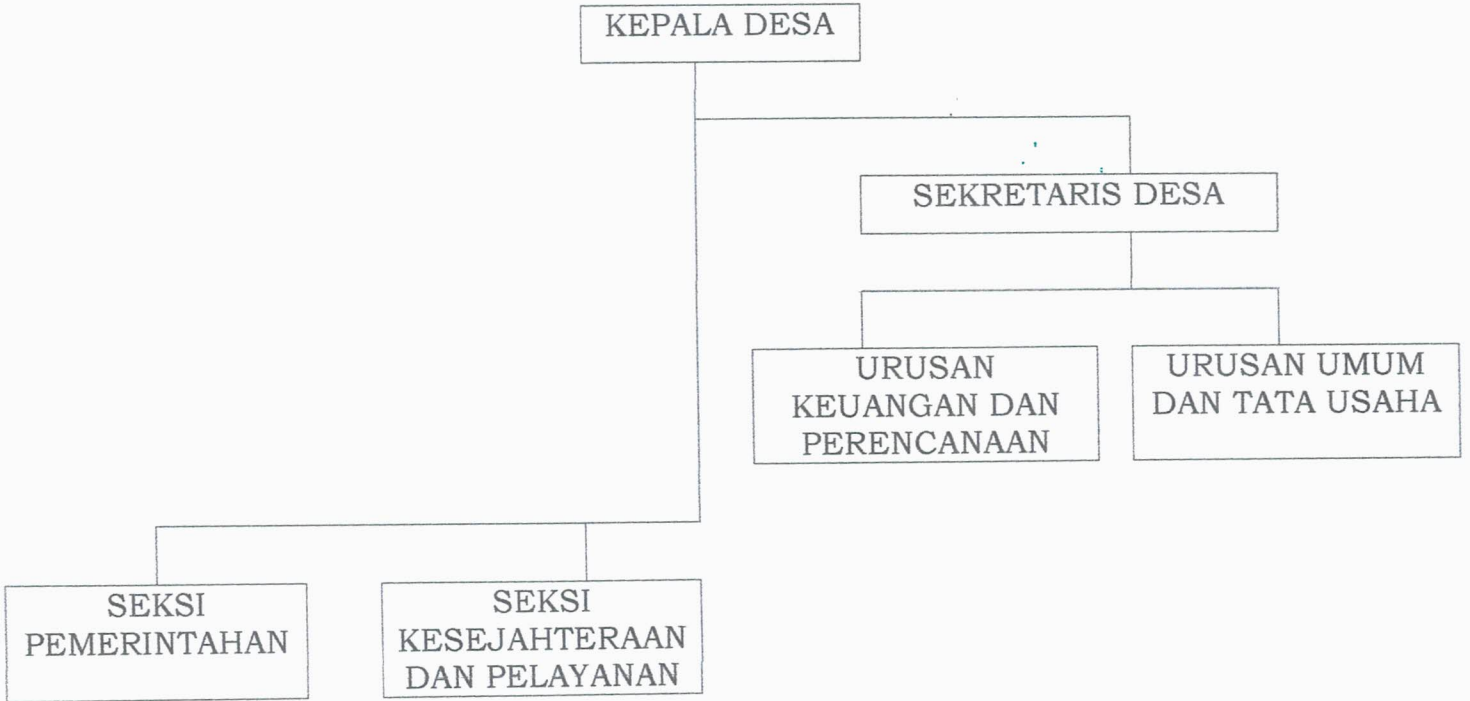 KEPALA DESA
SEKRETARIS DESA
URUSAN
KEUANGAN DAN
PERENCANAAN
URUSAN UMUM
DAN TATA USAHA
SEKSI
PEMERINTAHAN
SEKSI
KESEJAHTERAAN
DAN PELAYANAN